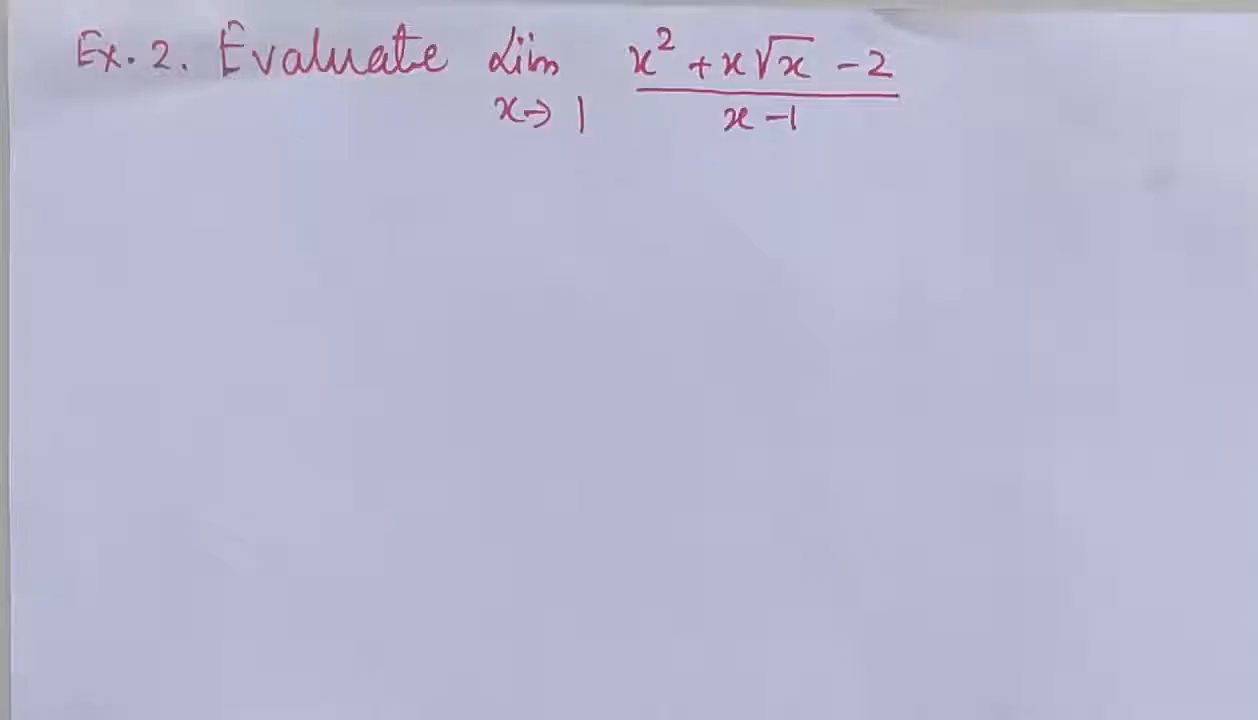 Ex. 2. Evaluate Lim x→1 (x² + x√x - 2)/(x - 1)